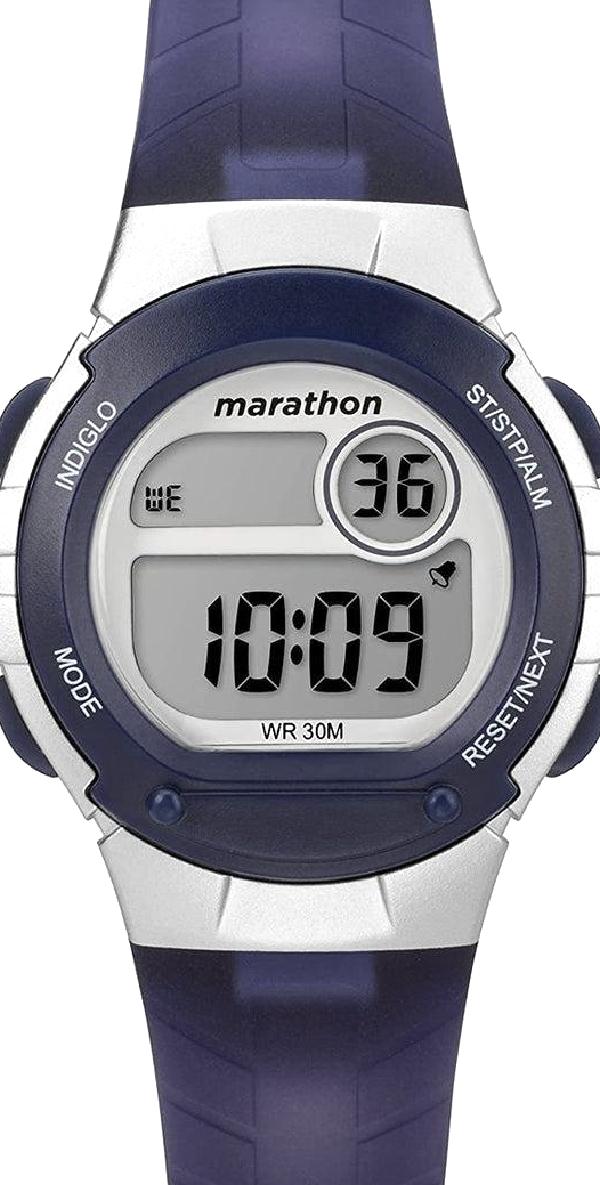 marathon
INDIGLO
ST/STP/ALM
WE
36
10:09
MODE
RESET/NEXT
WR 30M